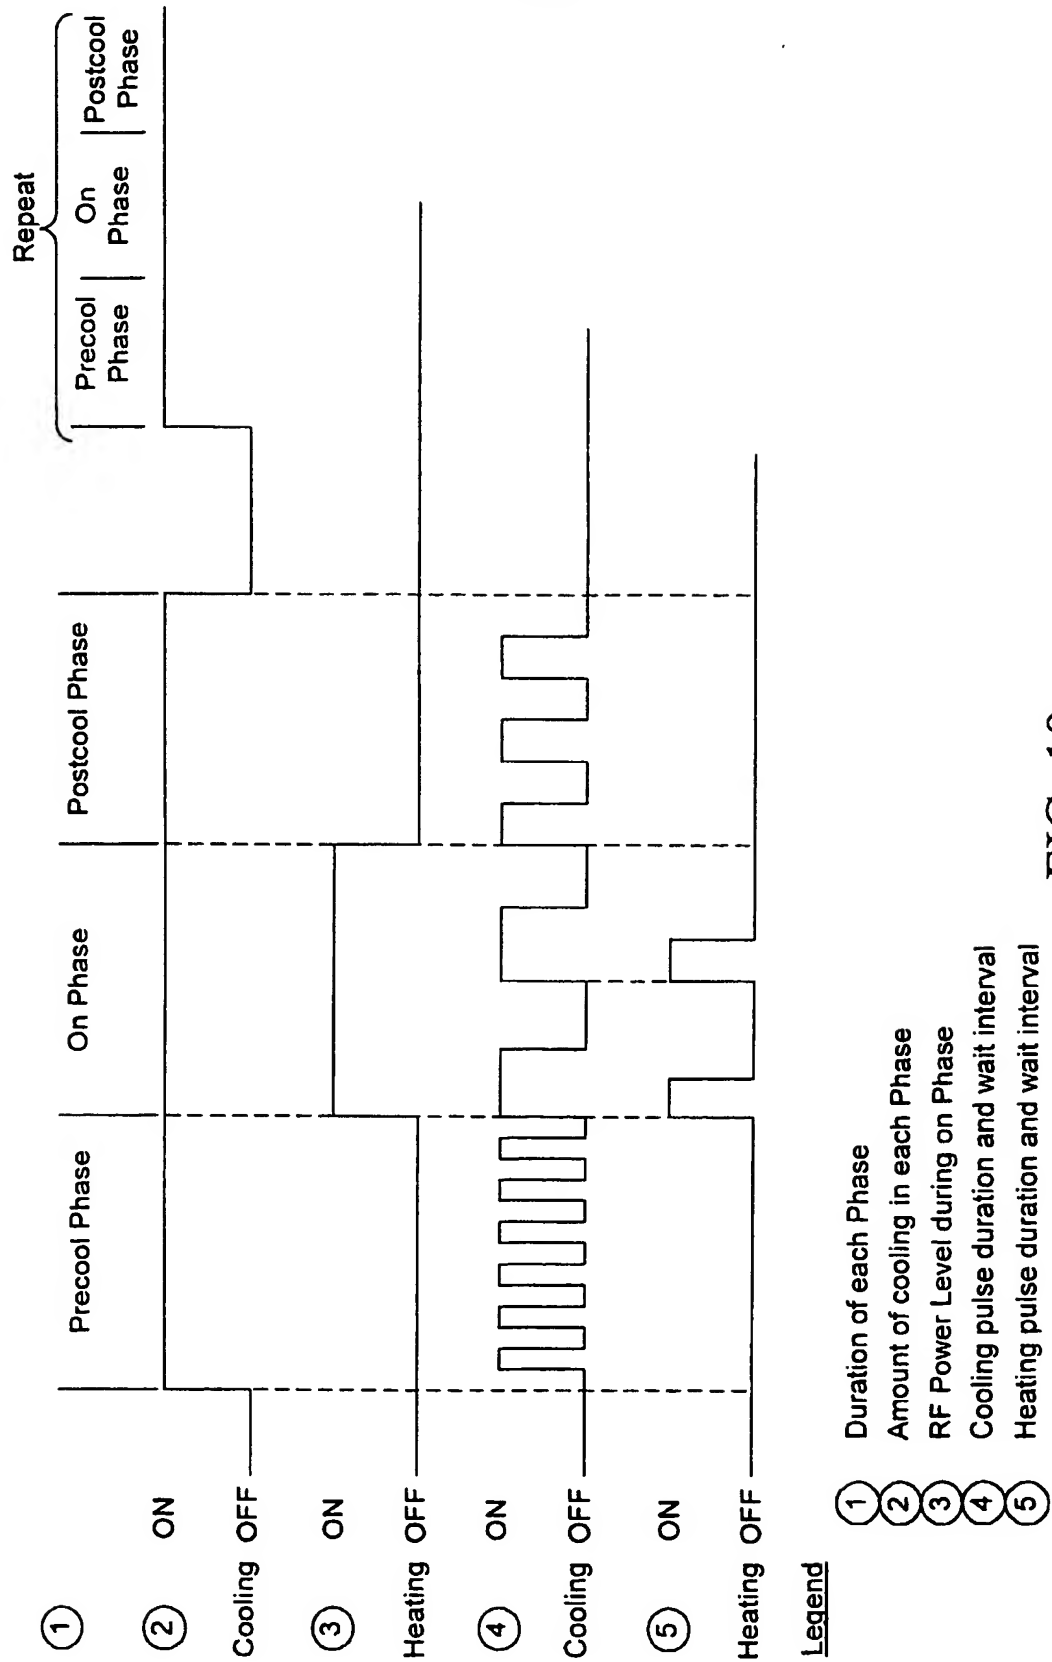 Repeat
Precool Phase
On Phase
Postcool Phase
Precool
Phase
On
Phase
Postcool
Phase
1
2
ON
Cooling OFF
3
ON
Heating OFF
4
ON
Cooling OFF
5
ON
Heating OFF
Legend
1 Duration of each Phase
2 Amount of cooling in each Phase
3 RF Power Level during on Phase
4 Cooling pulse duration and wait interval
5 Heating pulse duration and wait interval